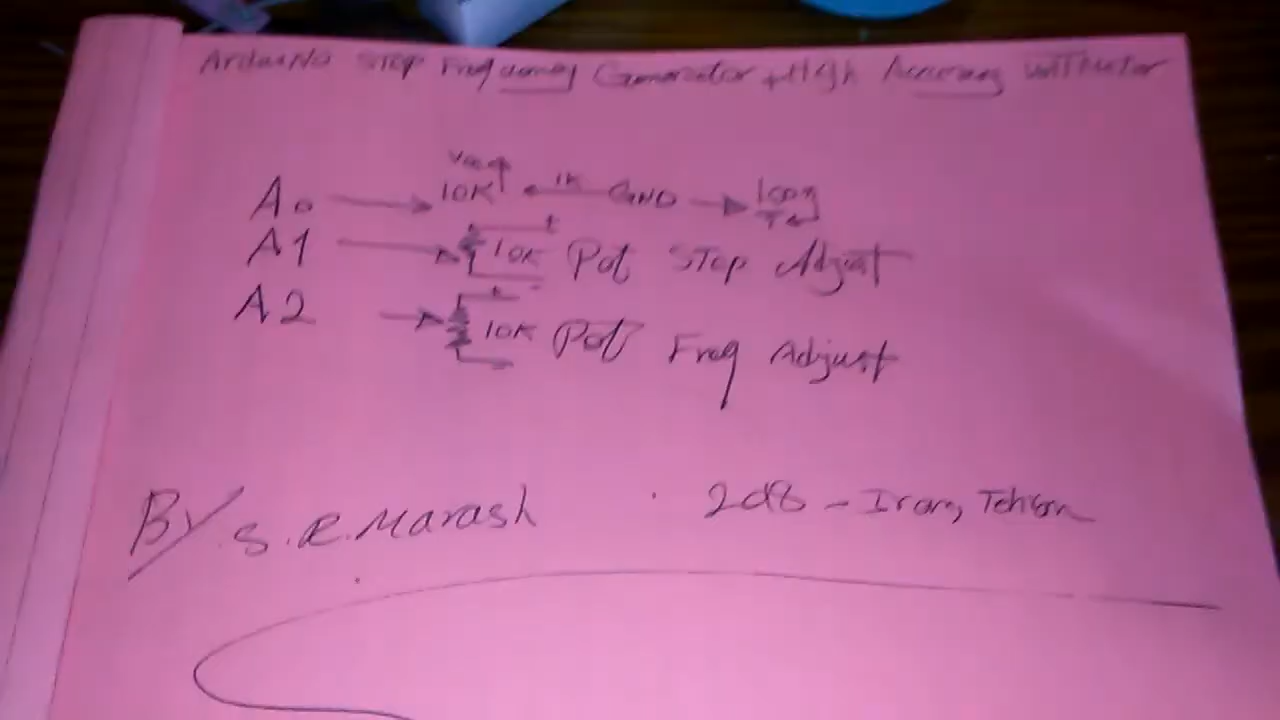 Arduino Step Frequency Generator + High Accuracy
A0 10K 1K GND
A1 10K Pot Step Adjust
A2 10K Pot Freq Adjust
By S.R.Marash - Iran, Tehran